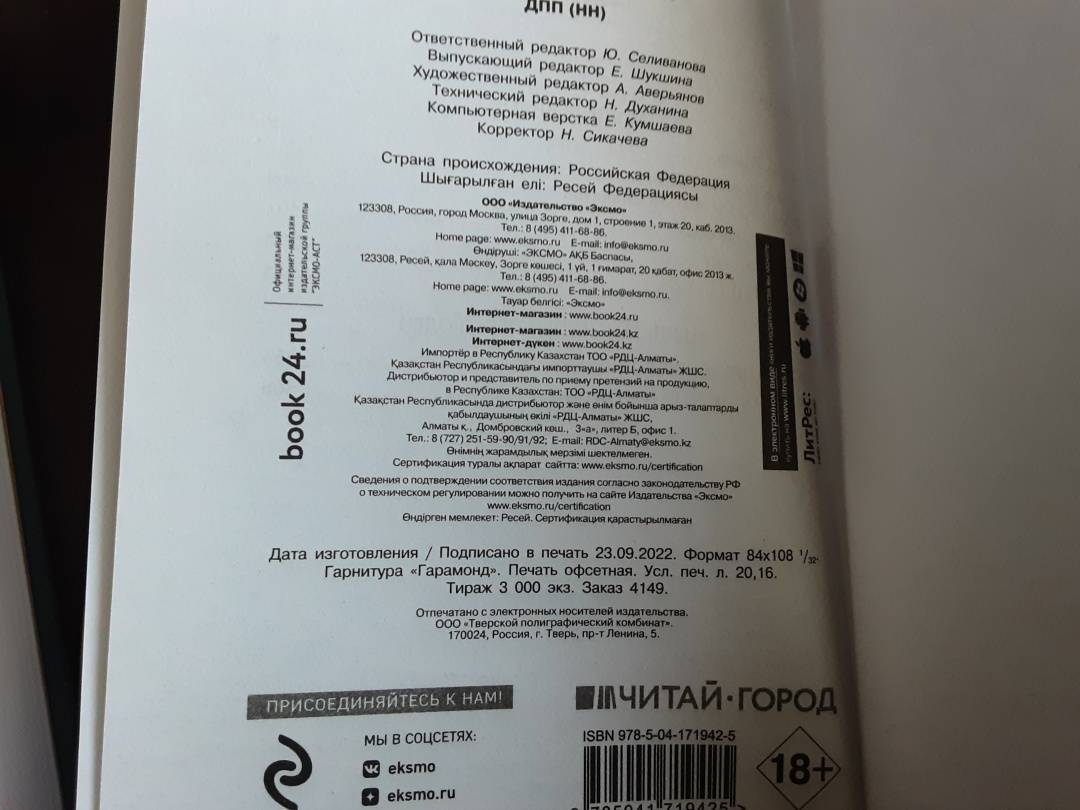 ДПП (НН)
Ответственный редактор Ю. Селиванова
Выпускающий редактор Е. Шукшина
Художественный редактор А. Аверьянов
Технический редактор Н. Духанина
Компьютерная верстка Е. Кумшаева
Корректор Н. Сикачева
Страна происхождения: Российская Федерация
Шығарылған елі: Ресей Федерациясы
ООО «Издательство «Эксмо»
123308, Россия, город Москва, улица Зорге, дом 1, строение 1, этаж 20, каб. 2013.
Тел.: 8 (495) 411-68-86.
Home page: www.eksmo.ru E-mail: info@eksmo.ru
Өндіруші: «ЭКСМО» АҚБ Баспасы,
123308, Ресей, қала Мәскеу, Зорге көшесі, 1 үй, 1 ғимарат, 20 қабат, офис 2013 ж.
Тел.: 8 (495) 411-68-86.
Home page: www.eksmo.ru E-mail: info@eksmo.ru.
Тауар белгісі: «Эксмо»
Интернет-магазин : www.book24.ru
Интернет-магазин : www.book24.kz
Интернет-дүкен : www.book24.kz
Импортёр в Республику Казахстан ТОО «РДЦ-Алматы».
Қазақстан Республикасындағы импорттаушы «РДЦ-Алматы» ЖШС.
Дистрибьютор и представитель по приему претензий на продукцию,
в Республике Казахстан: ТОО «РДЦ-Алматы»
Қазақстан Республикасында дистрибьютор және өнім бойынша арыз-талаптарды
қабылдаушының өкілі «РДЦ-Алматы» ЖШС,
Алматы қ., Домбровский көш., 3«а», литер Б, офис 1.
Тел.: 8 (727) 251-59-90/91/92; E-mail: RDC-Almaty@eksmo.kz
Өнімнің жарамдылық мерзімі шектелмеген.
Сертификация туралы ақпарат сайтта: www.eksmo.ru/certification
Сведения о подтверждении соответствия издания согласно законодательству РФ
о техническом регулировании можно получить на сайте Издательства «Эксмо»
www.eksmo.ru/certification
Өндірген мемлекет: Ресей. Сертификация қарастырылмаған
book 24.ru
Официальный
интернет-магазин
издательской группы
"ЭКСМО-АСТ"
В электронном виде книги издательства вы можете
купить на www.litres.ru
ЛитРес:
Дата изготовления / Подписано в печать 23.09.2022. Формат 84x108 1/32.
Гарнитура «Гарамонд». Печать офсетная. Усл. печ. л. 20,16.
Тираж 3 000 экз. Заказ 4149.
Отпечатано с электронных носителей издательства.
ООО «Тверской полиграфический комбинат».
170024, Россия, г. Тверь, пр-т Ленина, 5.
ПРИСОЕДИНЯЙТЕСЬ К НАМ!
МЫ В СОЦСЕТЯХ:
eksmo
eksmo.ru
ЧИТАЙ·ГОРОД
ISBN 978-5-04-171942-5
9 785041 719425 >
18+